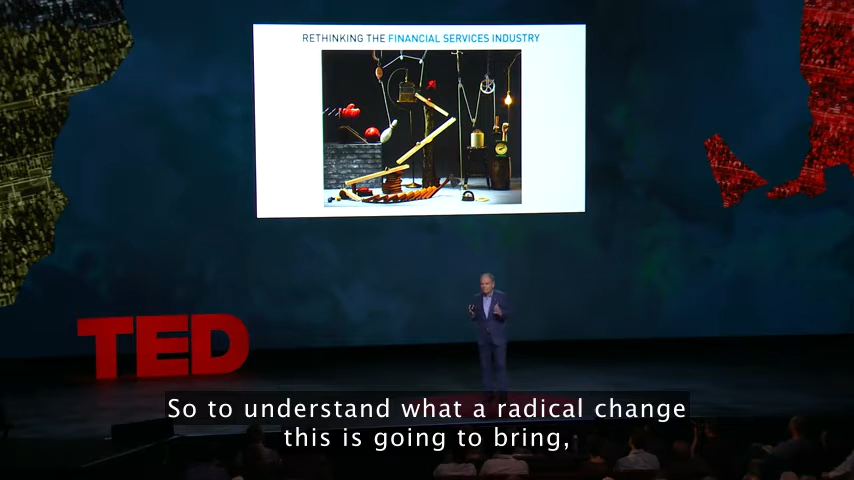 RETHINKING THE FINANCIAL SERVICES INDUSTRY
TED
So to understand what a radical change
this is going to bring,